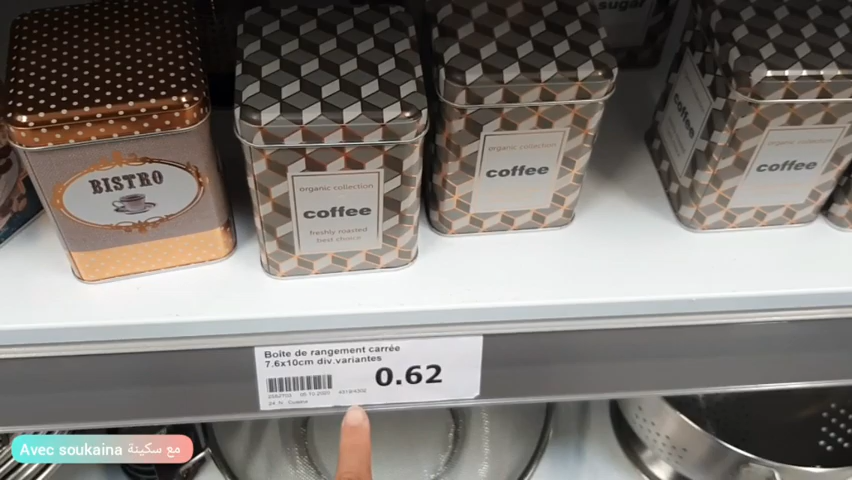 sugar
BISTRO
organic collection
coffee
freshly roasted
best choice
organic collection
coffee
coffee
organic collection
coffee
Boîte de rangement carrée
7.6x10cm div.variantes
0.62
Avec soukaina مع سكينة